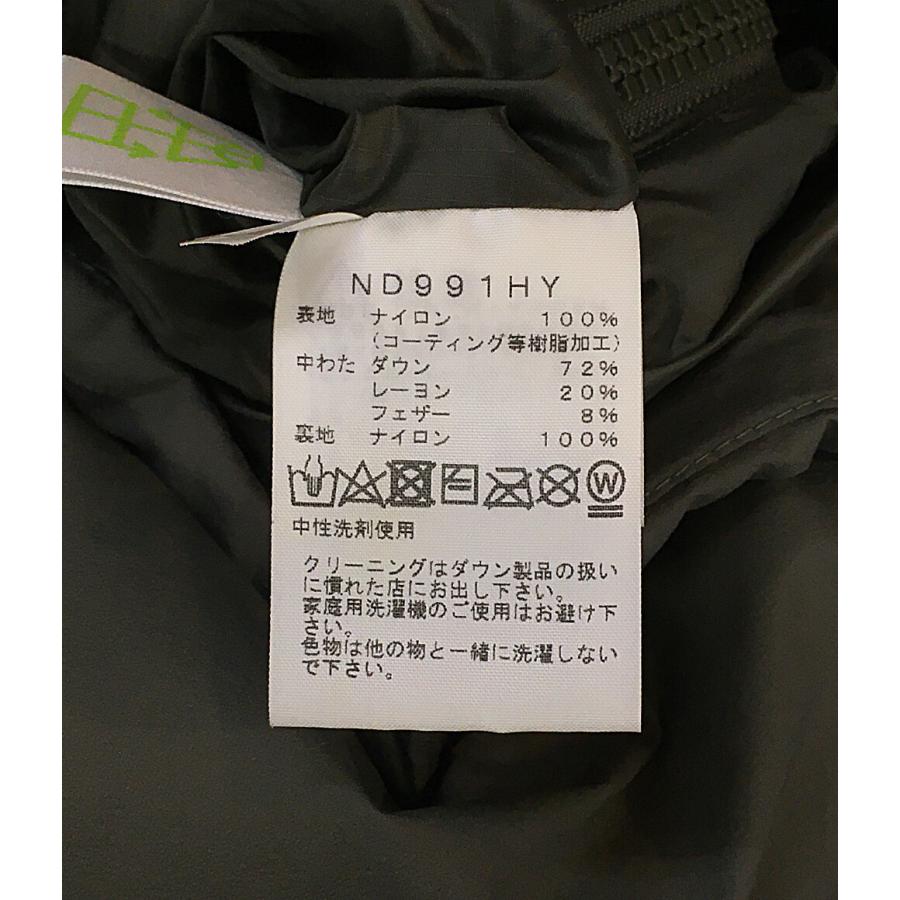 ND991HY
表地 ナイロン 100%
(コーティング等樹脂加工)
中わた ダウン 72%
レーヨン 20%
フェザー 8%
裏地 ナイロン 100%
W
中性洗剤使用
クリーニングはダウン製品の扱い
に慣れた店にお出し下さい。
家庭用洗濯機のご使用はお避け下
さい。
色物は他の物と一緒に洗濯しない
で下さい。